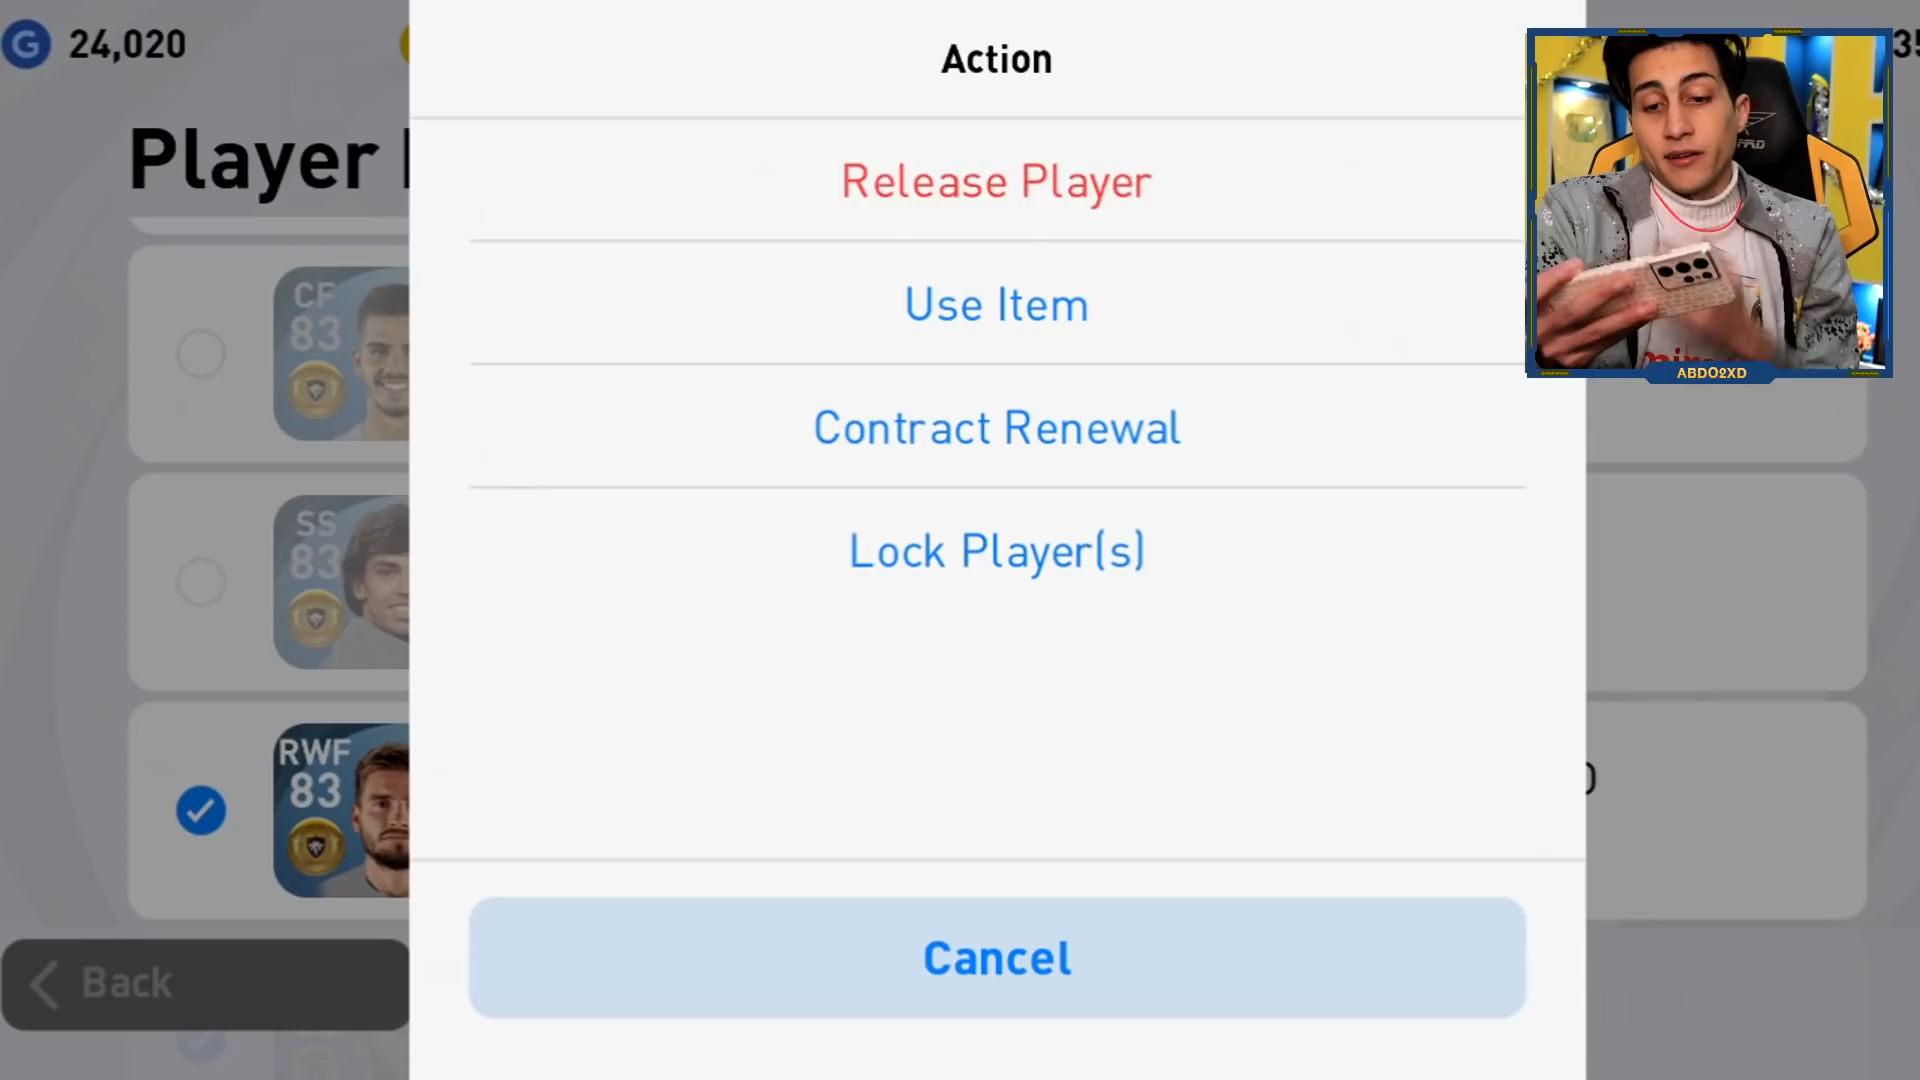 24,020
Action
Player
Release Player
CF
83
Use Item
ABDO2XD
Contract Renewal
SS
83
Lock Player(s)
RWF
83
Cancel
Back